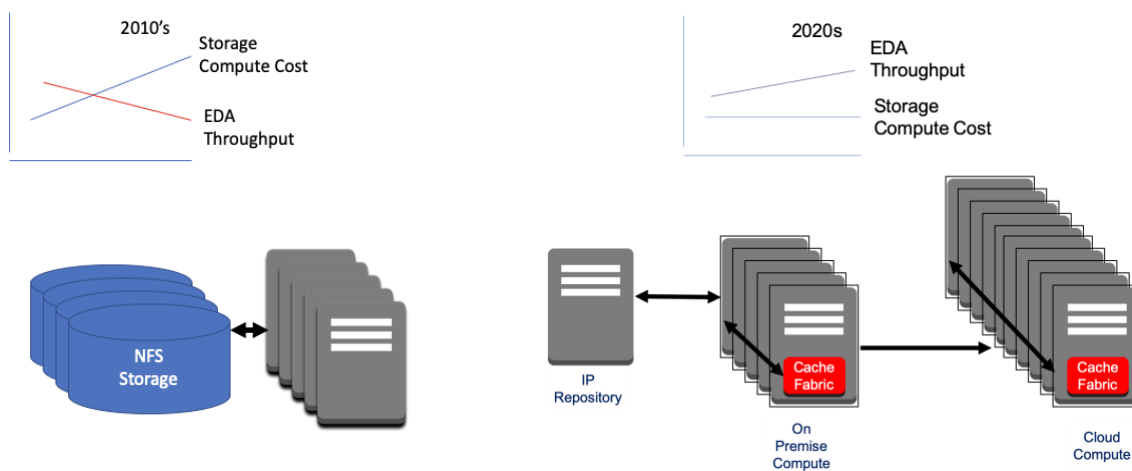 2010's
Storage
Compute Cost
EDA
Throughput
2020s
EDA
Throughput
Storage
Compute Cost
NFS
Storage
IP
Repository
Cache
Fabric
On
Premise
Compute
Cache
Fabric
Cloud
Compute